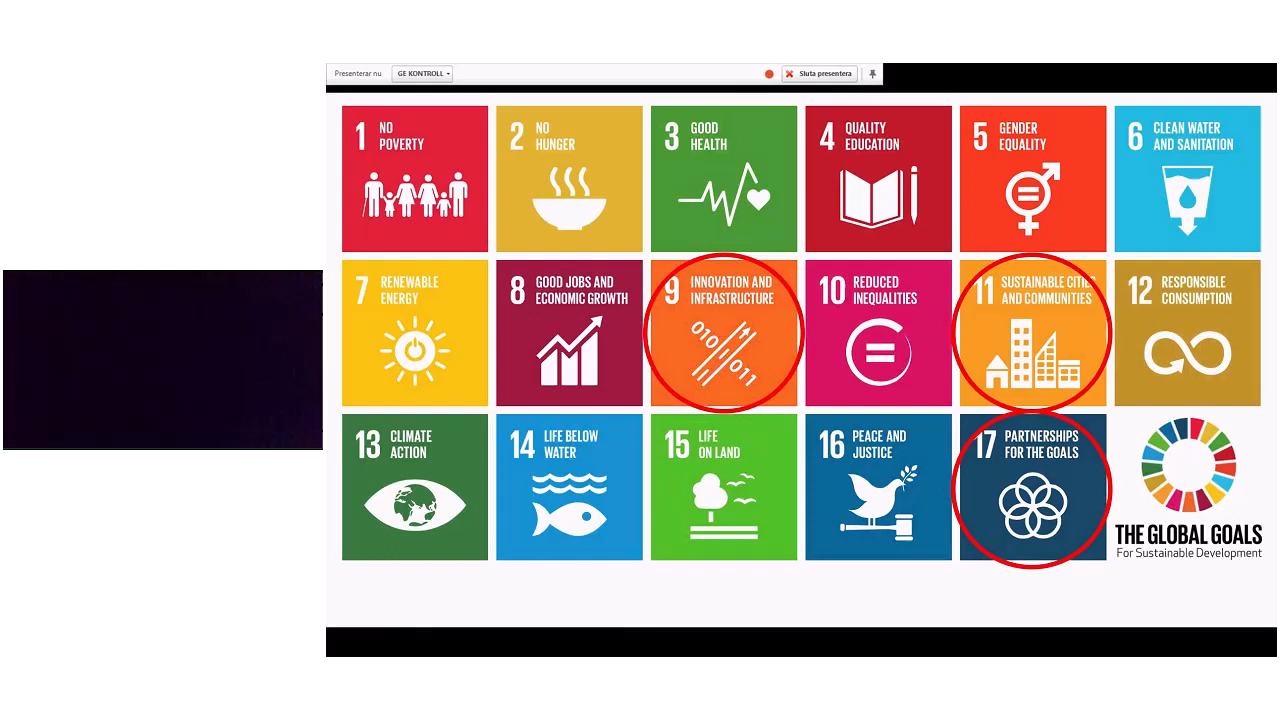 Presenterar nu
GE KONTROLL
Sluta presentera
1 NO
POVERTY
2 NO
HUNGER
3 GOOD
HEALTH
4 QUALITY
EDUCATION
5 GENDER
EQUALITY
6 CLEAN WATER
AND SANITATION
7 RENEWABLE
ENERGY
8 GOOD JOBS AND
ECONOMIC GROWTH
9 INNOVATION AND
INFRASTRUCTURE
010
011
10 REDUCED
INEQUALITIES
11 SUSTAINABLE CITIES
AND COMMUNITIES
12 RESPONSIBLE
CONSUMPTION
13 CLIMATE
ACTION
14 LIFE BELOW
WATER
15 LIFE
ON LAND
16 PEACE AND
JUSTICE
17 PARTNERSHIPS
FOR THE GOALS
THE GLOBAL GOALS
For Sustainable Development